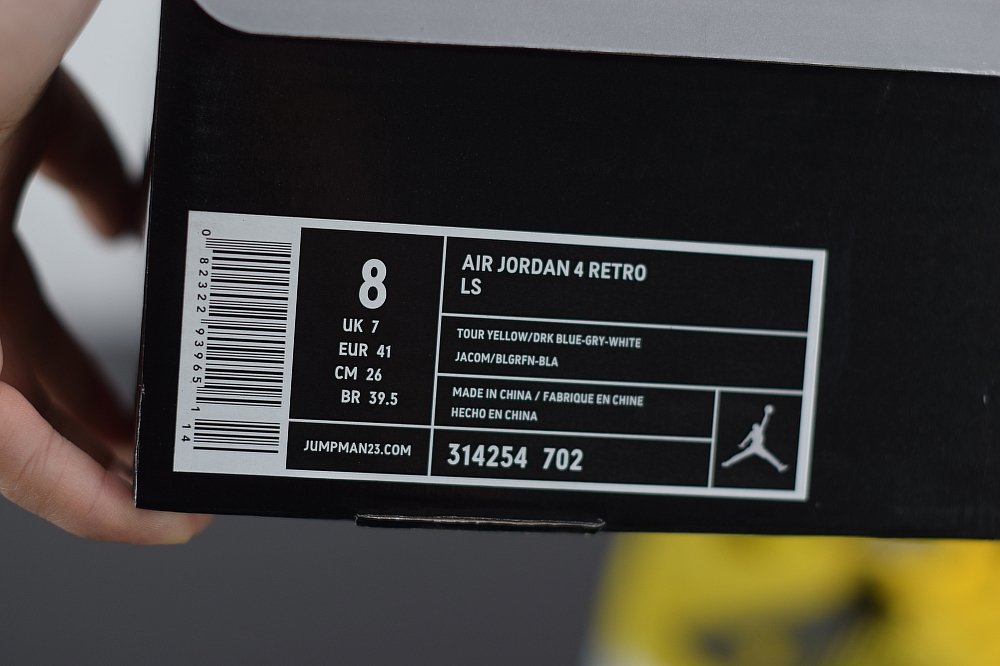 0 82322 93965 1 14
8
UK 7
EUR 41
CM 26
BR 39.5
JUMPMAN23.COM
AIR JORDAN 4 RETRO
LS
TOUR YELLOW/DRK BLUE-GRY-WHITE
JACOM/BLGRFN-BLA
MADE IN CHINA / FABRIQUE EN CHINE
HECHO EN CHINA
314254 702